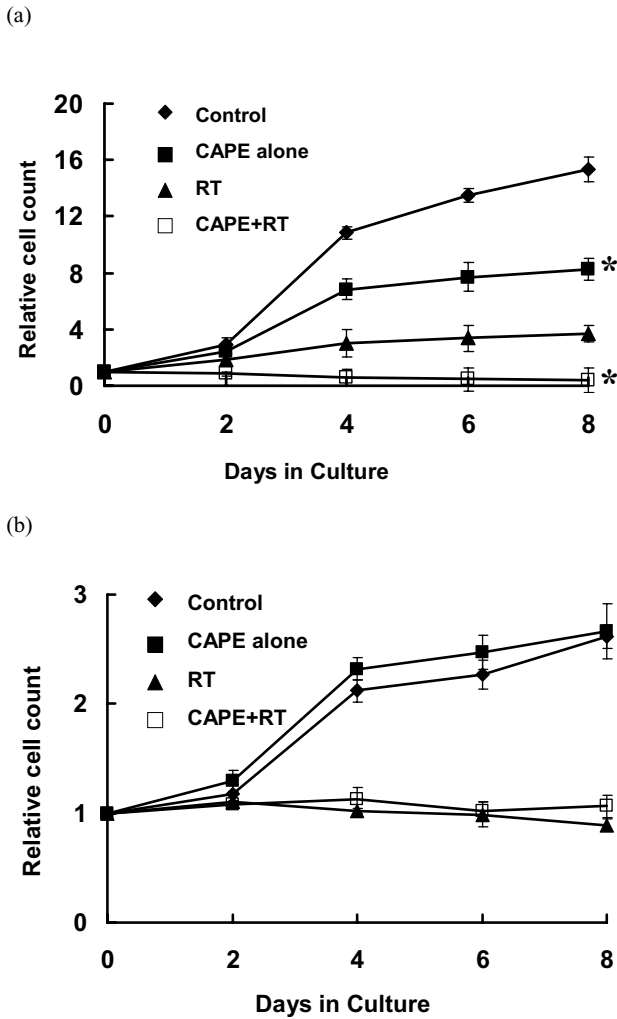 (a)
20
16
12
8
4
0
Relative cell count
Control
CAPE alone
RT
CAPE+RT
*
*
0 2 4 6 8
Days in Culture
(b)
3
2
1
0
Relative cell count
Control
CAPE alone
RT
CAPE+RT
0 2 4 6 8
Days in Culture